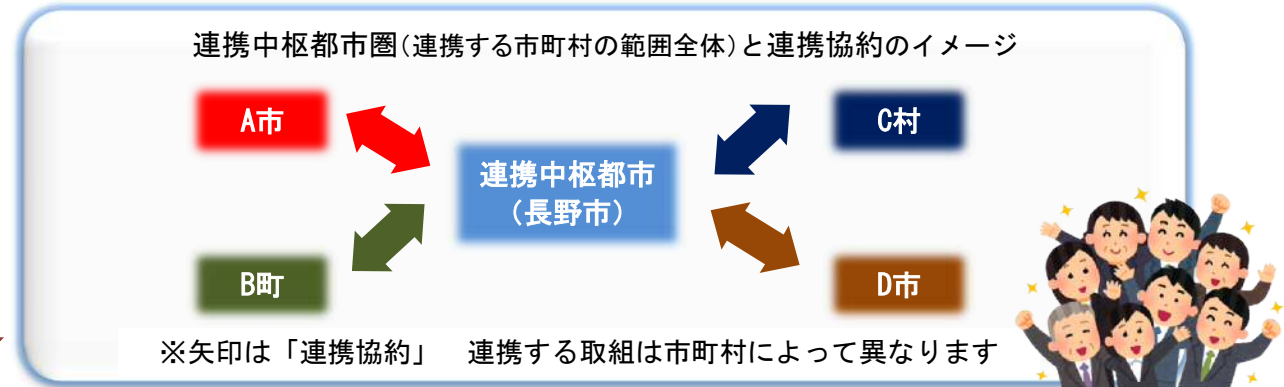 連携中枢都市圏(連携する市町村の範囲全体)と連携協約のイメージ
A市
C村
連携中枢都市
(長野市)
B町
D市
※矢印は「連携協約」 連携する取組は市町村によって異なります